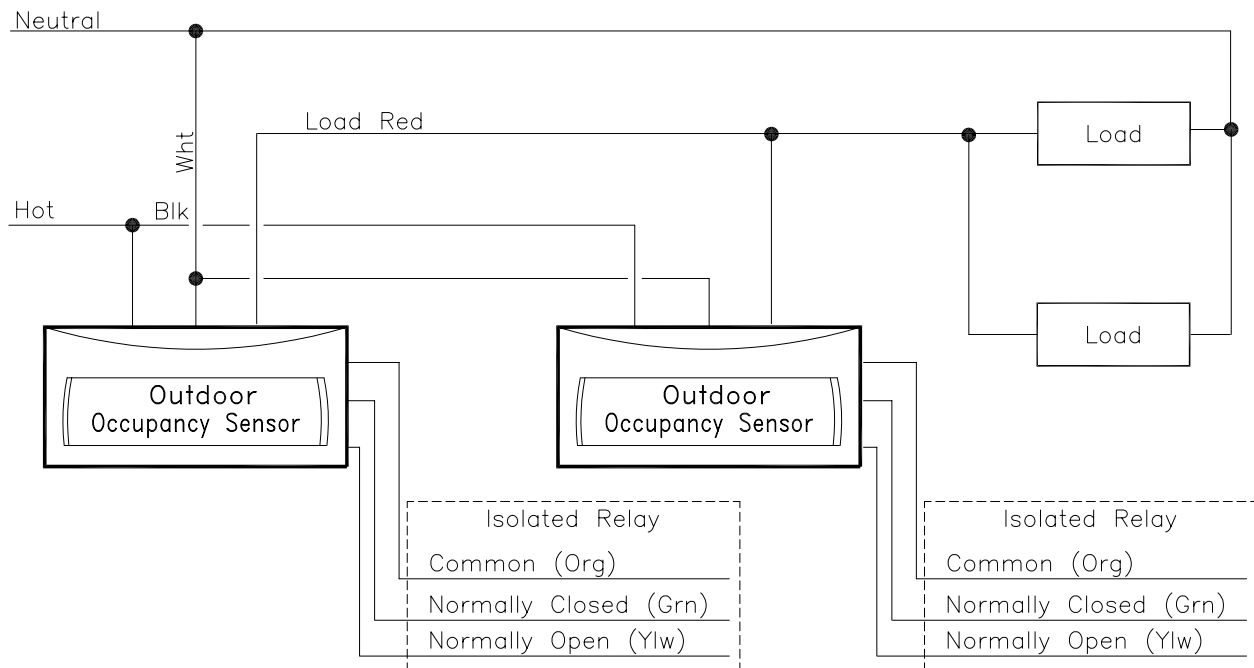 Neutral
Load Red
Load
Wht
Hot
Blk
Load
Outdoor
Occupancy Sensor
Outdoor
Occupancy Sensor
Isolated Relay
Common (Org)
Normally Closed (Grn)
Normally Open (Ylw)
Isolated Relay
Common (Org)
Normally Closed (Grn)
Normally Open (Ylw)